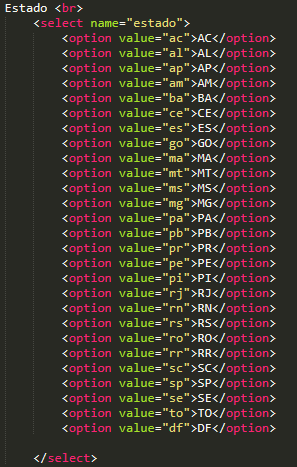 Estado <br>
<select name="estado">
<option value="ac">AC</option>
<option value="al">AL</option>
<option value="ap">AP</option>
<option value="am">AM</option>
<option value="ba">BA</option>
<option value="ce">CE</option>
<option value="es">ES</option>
<option value="go">GO</option>
<option value="ma">MA</option>
<option value="mt">MT</option>
<option value="ms">MS</option>
<option value="mg">MG</option>
<option value="pa">PA</option>
<option value="pb">PB</option>
<option value="pr">PR</option>
<option value="pe">PE</option>
<option value="pi">PI</option>
<option value="rj">RJ</option>
<option value="rn">RN</option>
<option value="rs">RS</option>
<option value="ro">RO</option>
<option value="rr">RR</option>
<option value="sc">SC</option>
<option value="sp">SP</option>
<option value="se">SE</option>
<option value="to">TO</option>
<option value="df">DF</option>
</select>